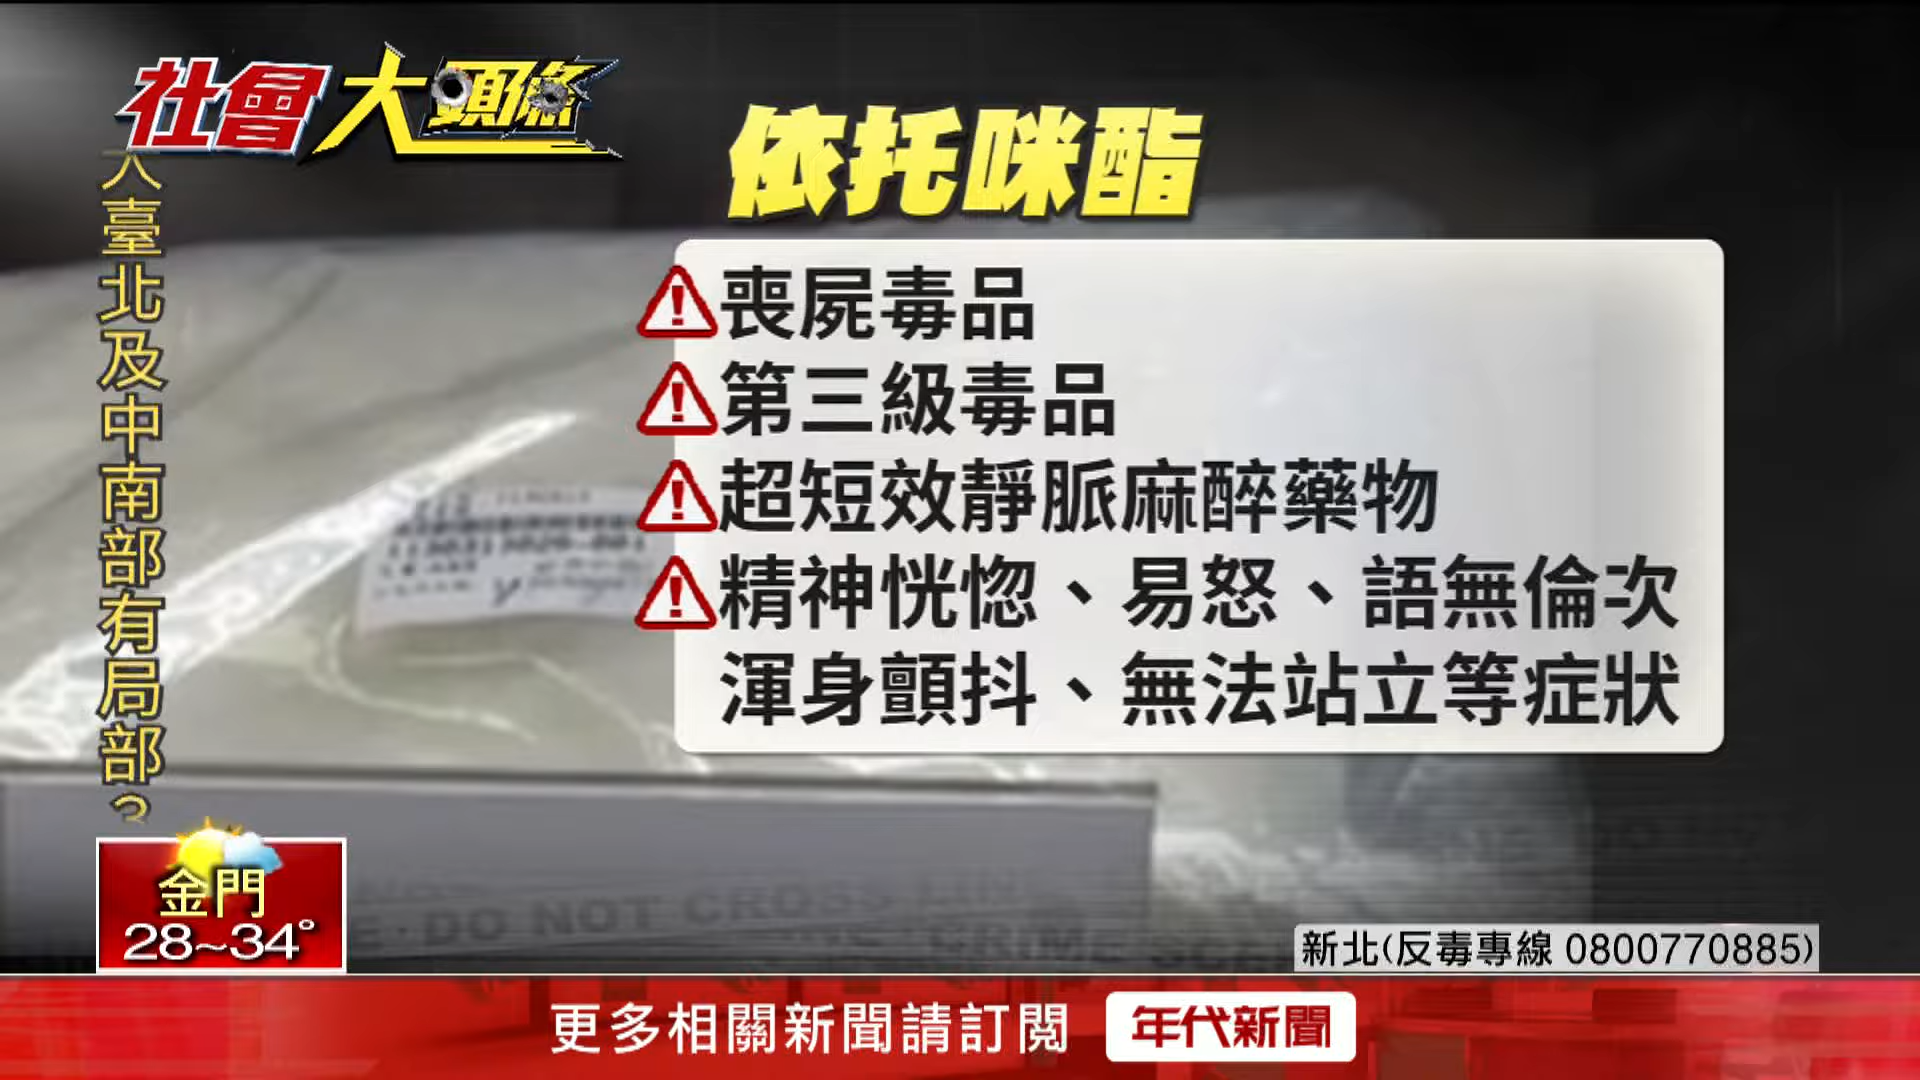 社會大頭條
依托咪酯
喪屍毒品
第三級毒品
超短效靜脈麻醉藥物
精神恍惚、易怒、語無倫次
渾身顫抖、無法站立等症狀
大臺北及中南部有局部
金門
28~34°
DO NOT CROSS
CRIME SCE
新北(反毒專線 0800770885)
更多相關新聞請訂閱 年代新聞